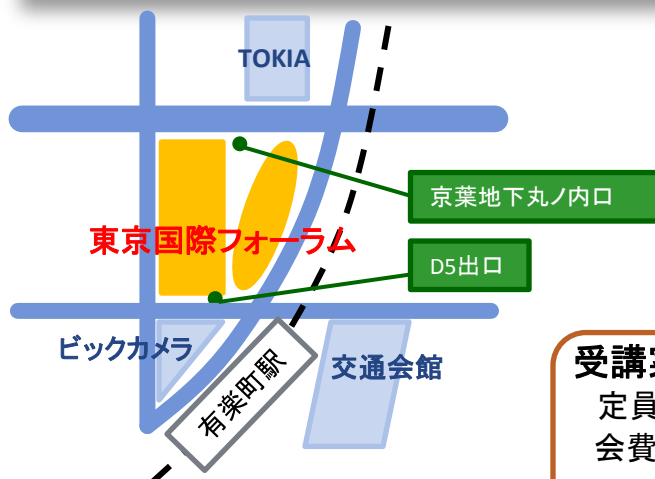 TOKIA
京葉地下丸ノ内口
東京国際フォーラム
D5出口
ビックカメラ
有楽町駅
交通会館
受講
定員
会費